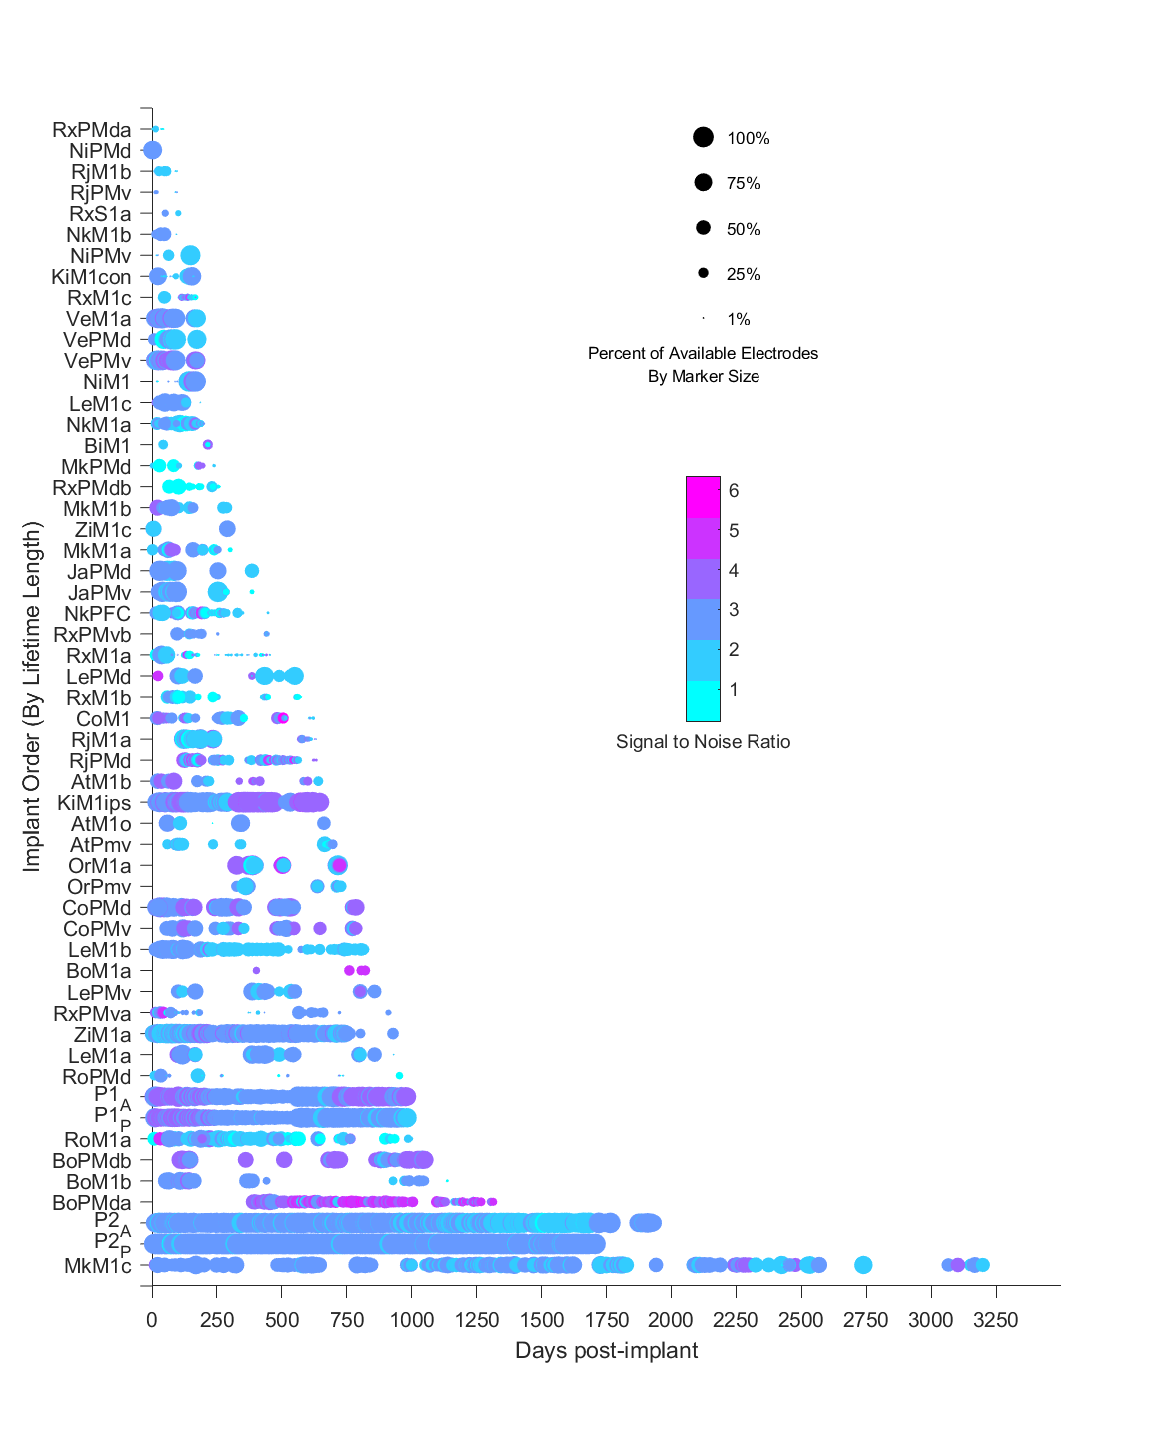 RxPMda
NiPMd
RjM1b
RjPMv
RxS1a
NkM1b
NiPMv
KiM1con
RxM1c
VeM1a
VePMd
VePMv
NiM1
LeM1c
NkM1a
BiM1
MkPMd
RxPMdb
MkM1b
ZiM1c
MkM1a
JaPMd
JaPMv
NkPFC
RxPMvb
RxM1a
LePMd
RxM1b
CoM1
RjM1a
RjPMd
AtM1b
KiM1ips
AtM1o
AtPmv
OrM1a
OrPmv
CoPMd
CoPMv
LeM1b
BoM1a
LePMv
RxPMva
ZiM1a
LeM1a
RoPMd
P1A
P1P
RoM1a
BoPMdb
BoM1b
BoPMda
P2A
P2P
MkM1c
Implant Order (By Lifetime Length)
0 250 500 750 1000 1250 1500 1750 2000 2250 2500 2750 3000 3250
Days post-implant
100%
75%
50%
25%
1%
Percent of Available Electrodes
By Marker Size
6
5
4
3
2
1
Signal to Noise Ratio